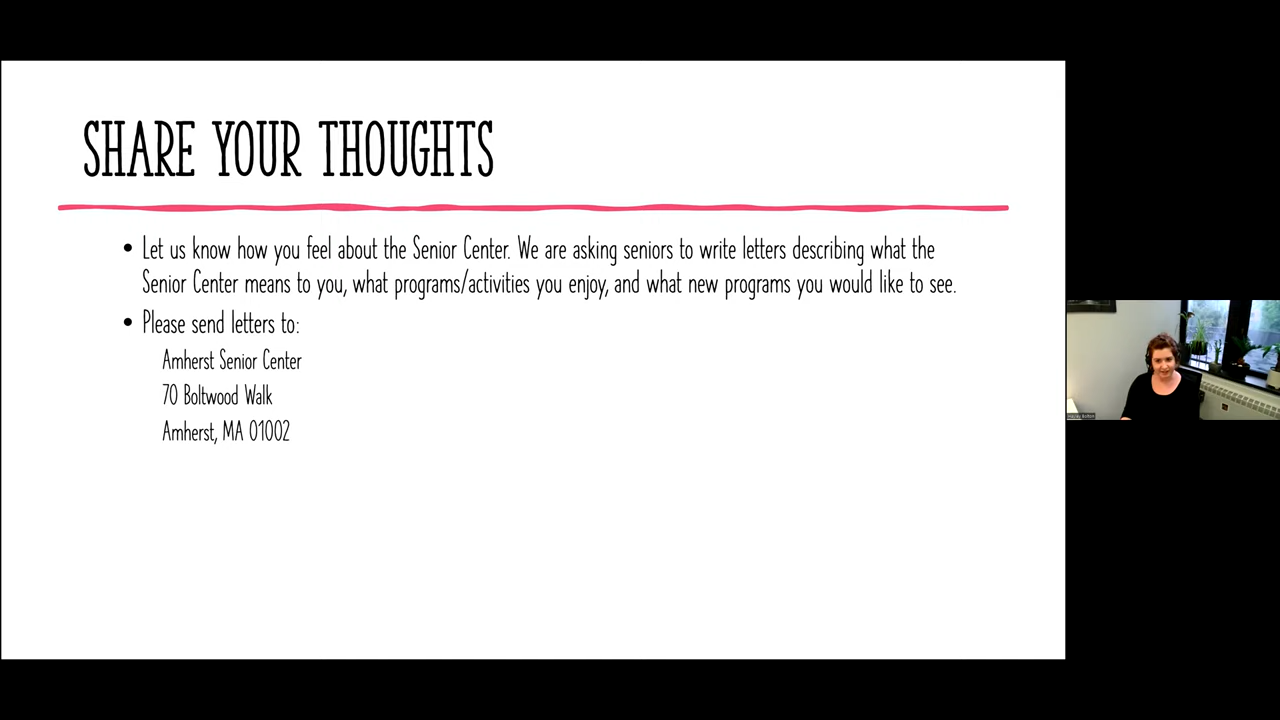 SHARE YOUR THOUGHTS
• Let us know how you feel about the Senior Center. We are asking seniors to write letters describing what the
Senior Center means to you, what programs/activities you enjoy, and what new programs you would like to see.
• Please send letters to:
Amherst Senior Center
70 Boltwood Walk
Amherst, MA 01002